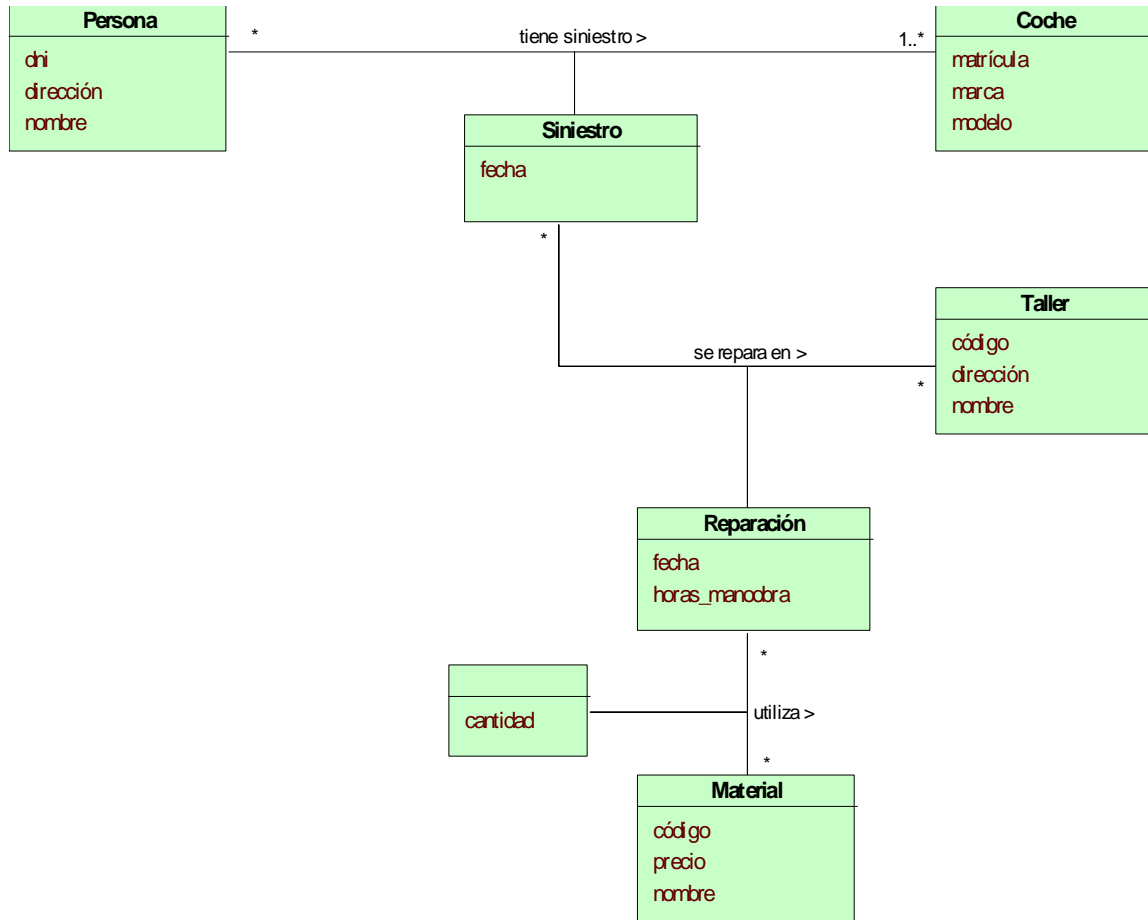 Persona
dni
dirección
nombre
*
tiene siniestro >
1..*
Coche
matrícula
marca
modelo
Siniestro
fecha
*
Taller
código
dirección
nombre
se repara en >
*
Reparación
fecha
horas_manoobra
*
cantidad
utiliza >
*
Material
código
precio
nombre